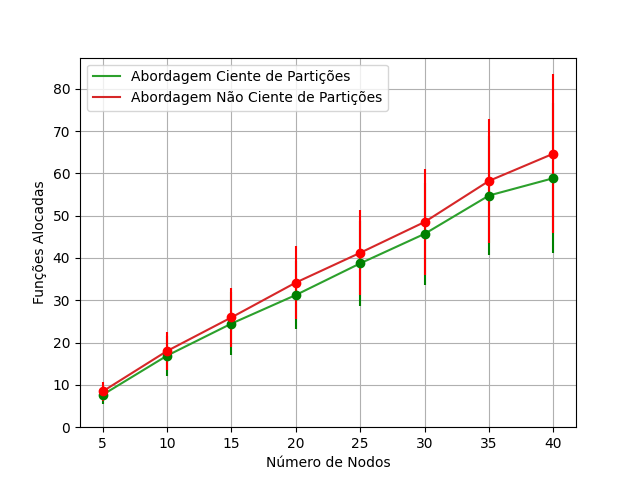 Abordagem Ciente de Partições
Abordagem Não Ciente de Partições
80
70
60
50
40
30
20
10
0
Funções Alocadas
5 10 15 20 25 30 35 40
Número de Nodos